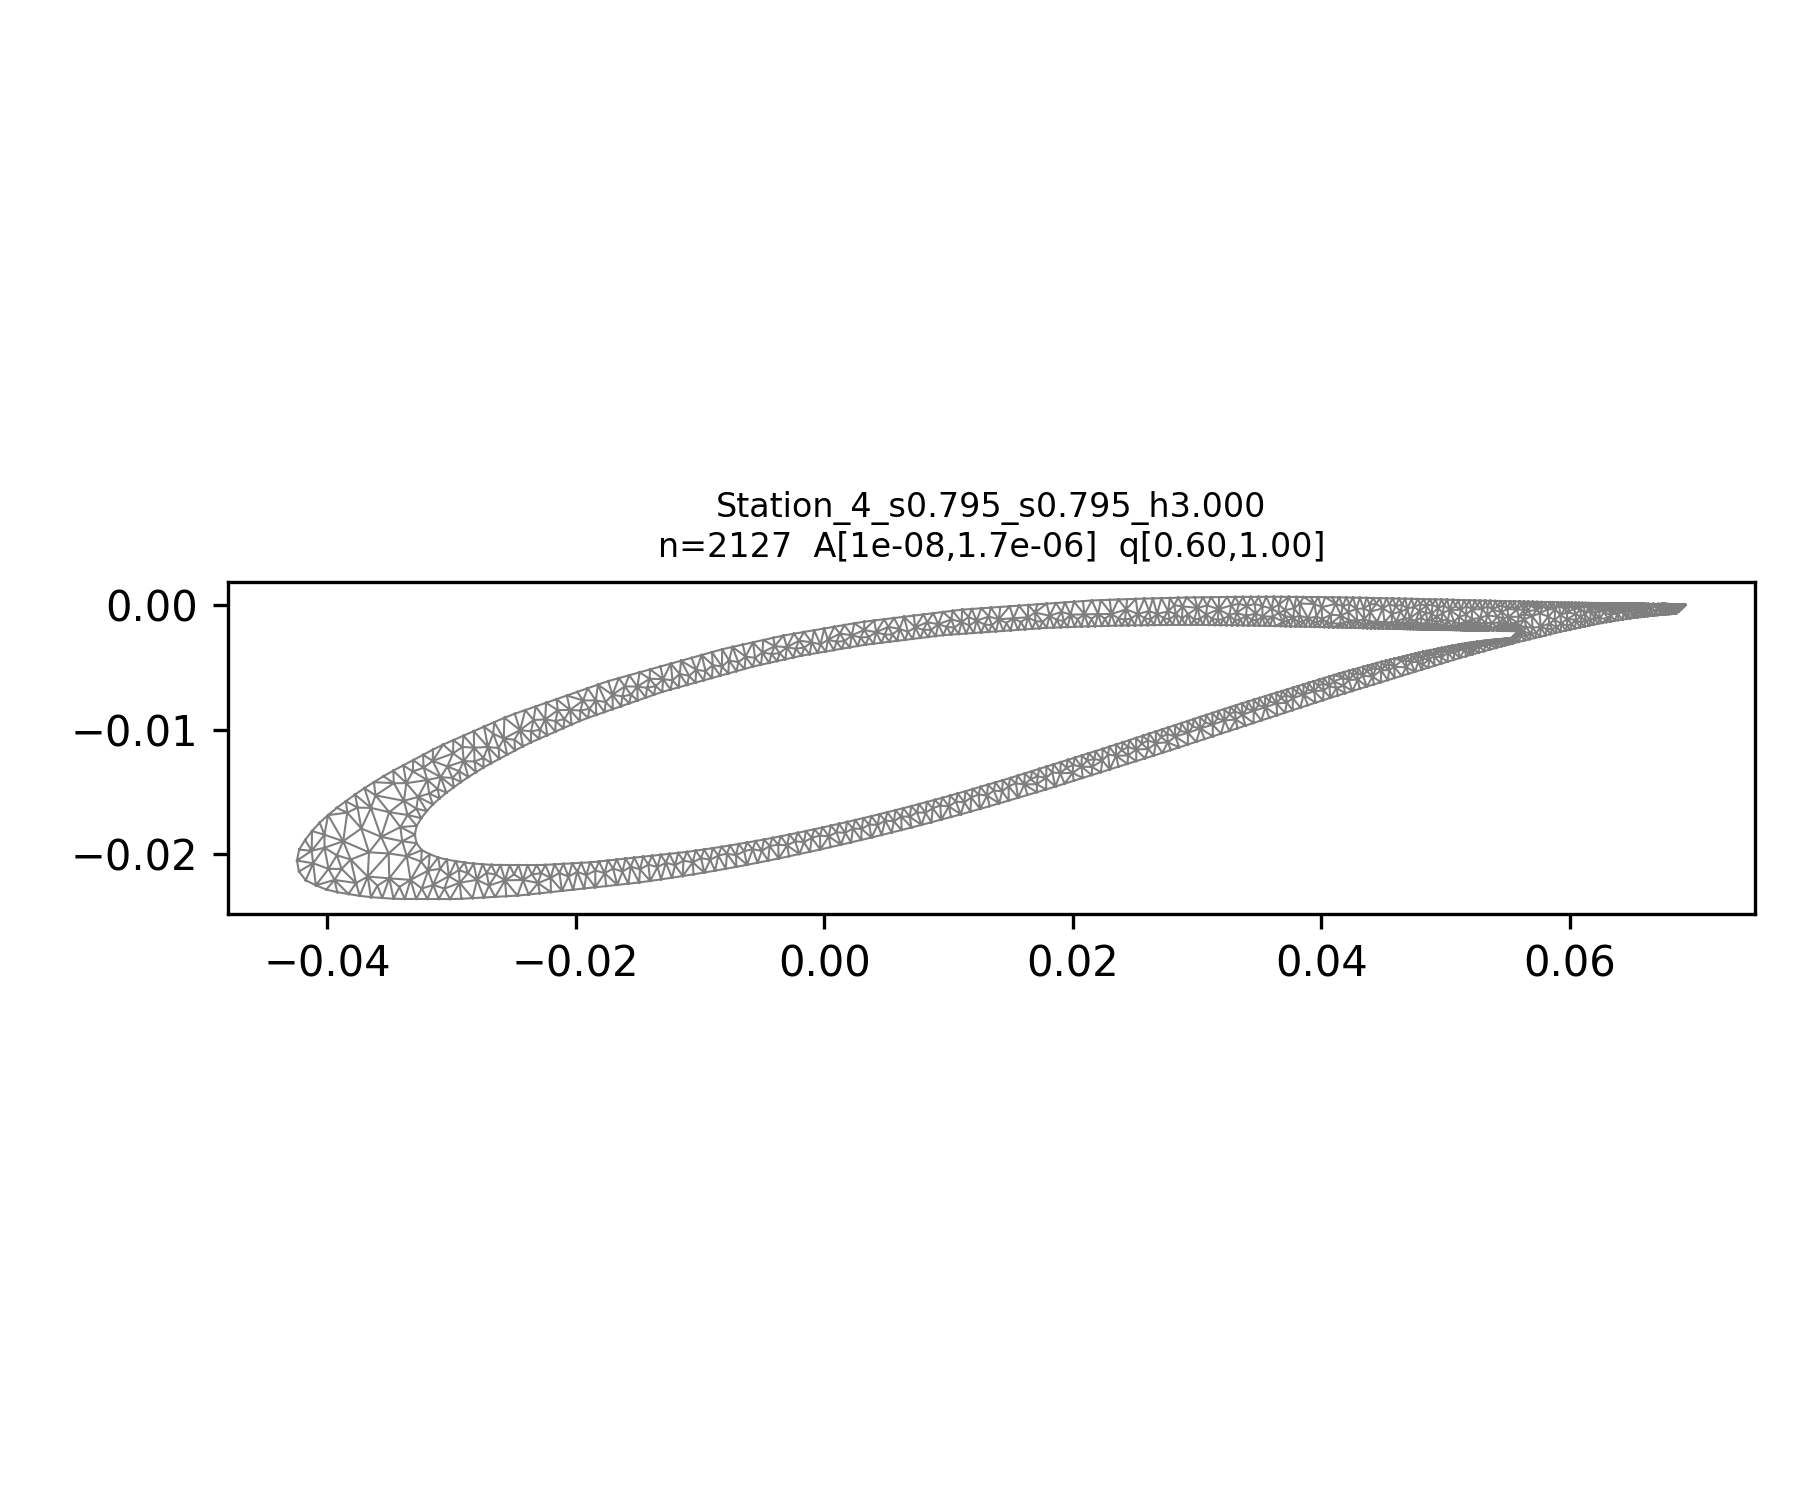 Station_4_s0.795_s0.795_h3.000
n=2127 A[1e-08,1.7e-06] q[0.60,1.00]
0.00
−0.01
−0.02
−0.04 −0.02 0.00 0.02 0.04 0.06